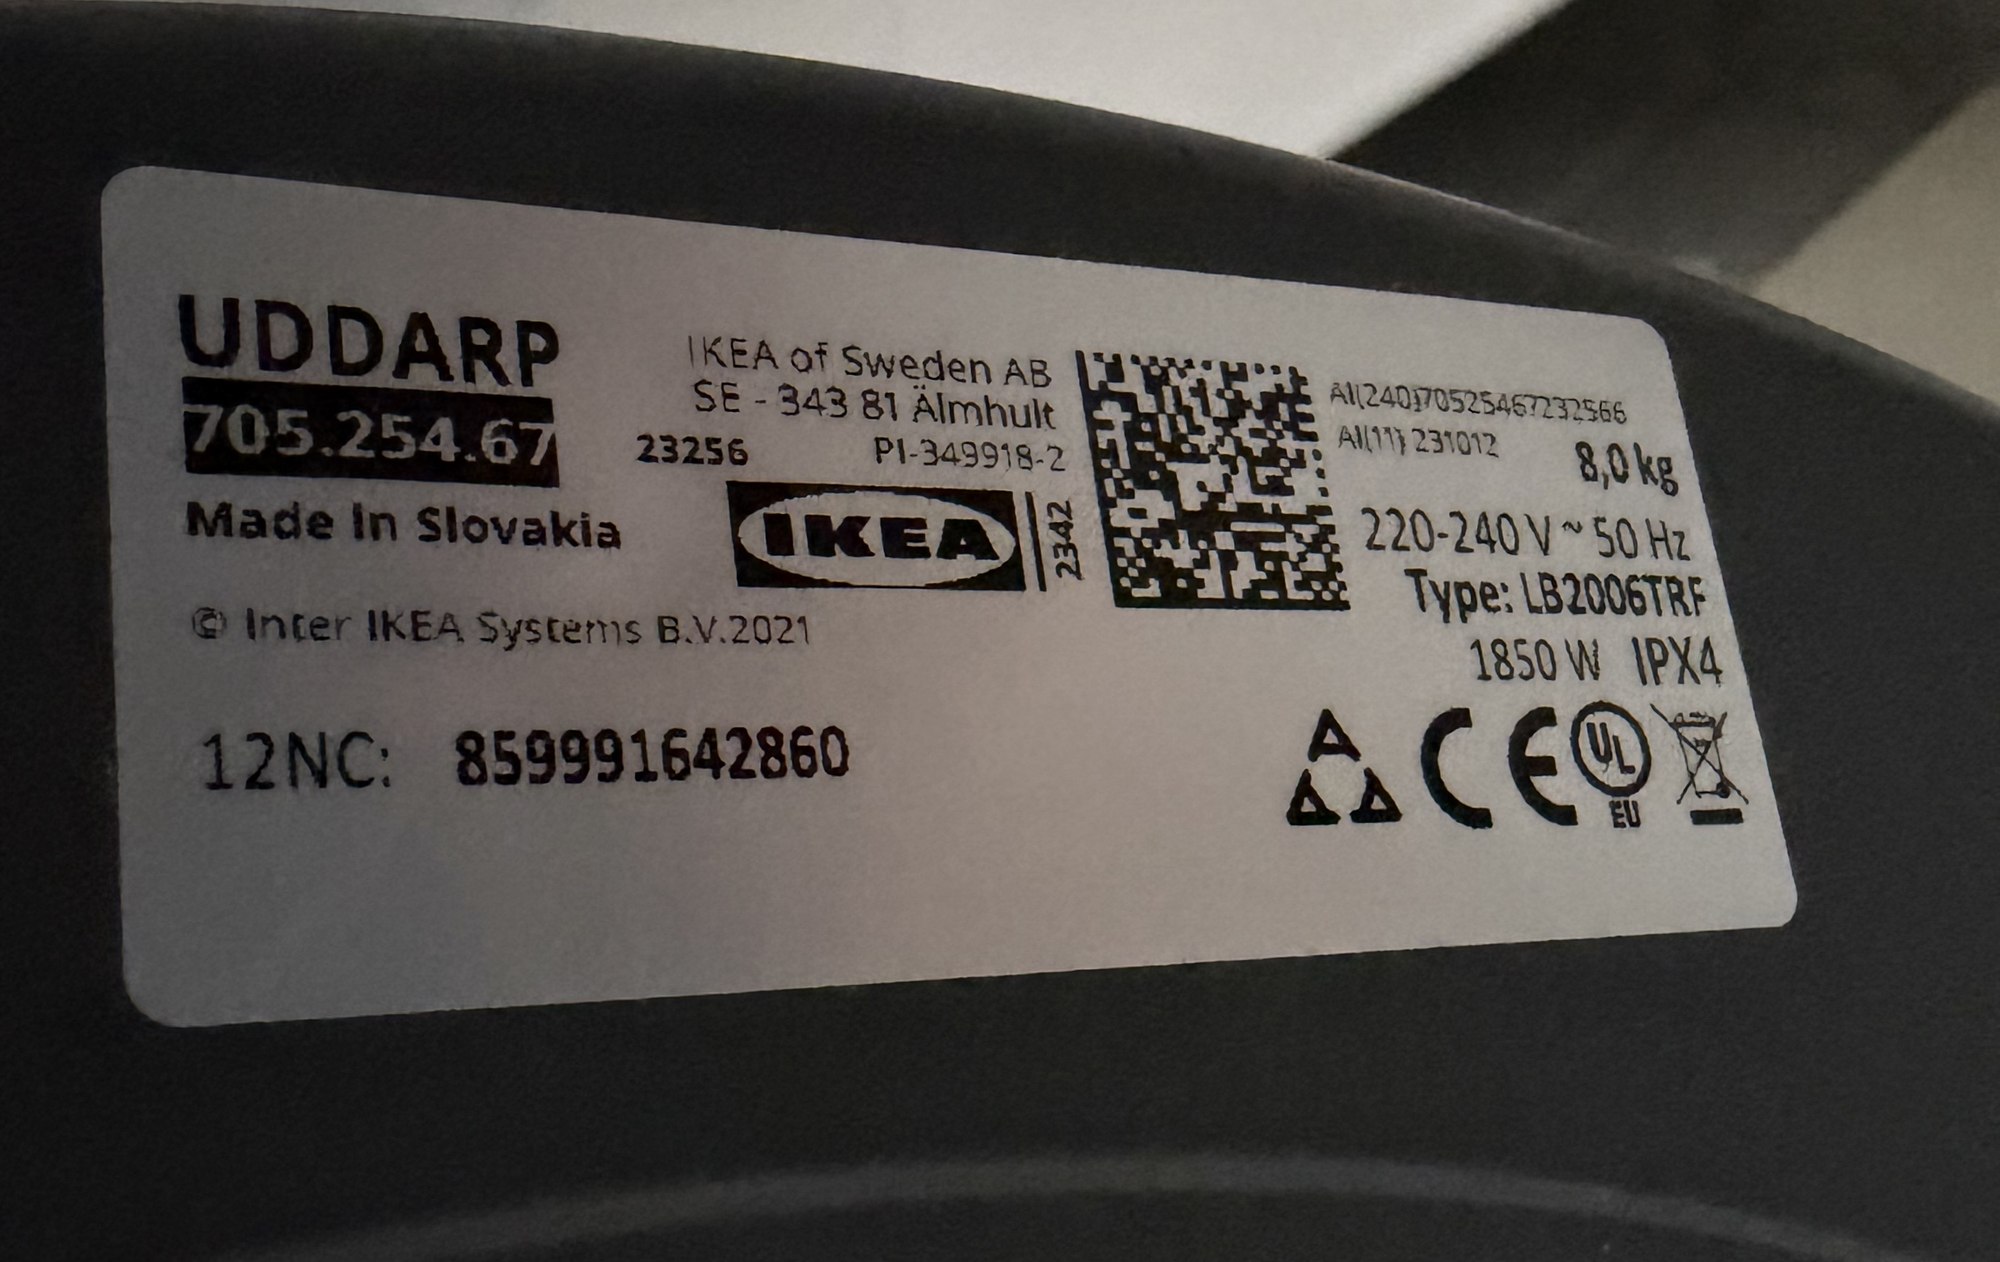 UDDARP
705.254.67
Made in Slovakia
© Inter IKEA Systems B.V.2021
12NC: 859991642860
IKEA of Sweden AB
SE - 343 81 Älmhult
23256 PI-349918-2
IKEA
2342
AI(240)70525467232566
AI(11) 231012
8,0 kg
220-240 V ~ 50 Hz
Type: LB2006TRF
1850 W IPX4
CE UL
EU